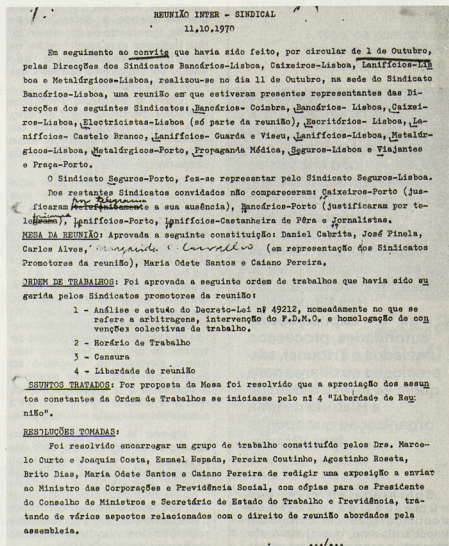 REUNIÃO INTER - SINDICAL
11.10.1970
Em seguimento ao convite que havia sido feito, por circular de 1 de Outubro,
pelas Direcções dos Sindicatos Bancários-Lisboa, Caixeiros-Lisboa, Lanifícios-Lis
boa e Metalúrgicos-Lisboa, realizou-se no dia 11 de Outubro, na sede do Sindicato
Bancários-Lisboa, uma reunião em que estiveram presentes representantes das Di-
recções dos seguintes Sindicatos: Bancários- Coimbra, Bancários- Lisboa, Caixei-
ros-Lisboa, Electricistas-Lisboa (só parte da reunião), Escritórios- Lisboa, La-
nifícios- Castelo Branco, Lanifícios- Guarda e Viseu, Lanifícios-Lisboa, Metalúr-
gicos-Lisboa, Metalúrgicos-Porto, Propaganda Médica, Seguros-Lisboa e Viajantes
e Praça-Porto.
O Sindicato Seguros-Porto, fez-se representar pelo Sindicato Seguros-Lisboa.
Dos restantes Sindicatos convidados não compareceram: Caixeiros-Porto (jus-
por telegrama
ficaram telefonicamente a sua ausência), Bancários-Porto (justificaram por te-
lefone), Lanifícios-Porto, Lanifícios-Castanheira de Pêra e Jornalistas.
MESA DA REUNIÃO: Aprovada a seguinte constituição: Daniel Cabrita, José Pinela,
Carlos Alves, Margarida C. Carvalho (em representação dos Sindicatos
Promotores da reunião), Maria Odete Santos e Caiano Pereira.
ORDEM DE TRABALHOS: Foi aprovada a seguinte ordem de trabalhos que havia sido su
gerida pelos Sindicatos promotores da reunião:
1 - Análise e estudo do Decreto-Lei nº 49212, nomeadamente no que se
refere a arbitragens, intervenção do F.D.M.O. e homologação de con
venções colectivas de trabalho.
2 - Horário de Trabalho
3 - Censura
4 - Liberdade de reunião
SSUNTOS TRATADOS: Por proposta da Mesa foi resolvido que a apreciação dos assun
tos constantes da Ordem de Trabalhos se iniciasse pelo nº 4 "Liberdade de Reu
nião".
RESOLUÇÕES TOMADAS:
Foi resolvido encarregar um grupo de trabalho constituído pelos Drs. Marce-
lo Curto e Joaquim Costa, Esmael Espada, Pereira Coutinho, Agostinho Roseta,
Brito Dias, Maria Odete Santos e Caiano Pereira de redigir uma exposição a enviar
ao Ministro das Corporações e Previdência Social, com cópias para os Presidente
do Conselho de Ministros e Secretário de Estado do Trabalho e Previdência, tra-
tando de vários aspectos relacionados com o direito de reunião abordados pela
assembleia.